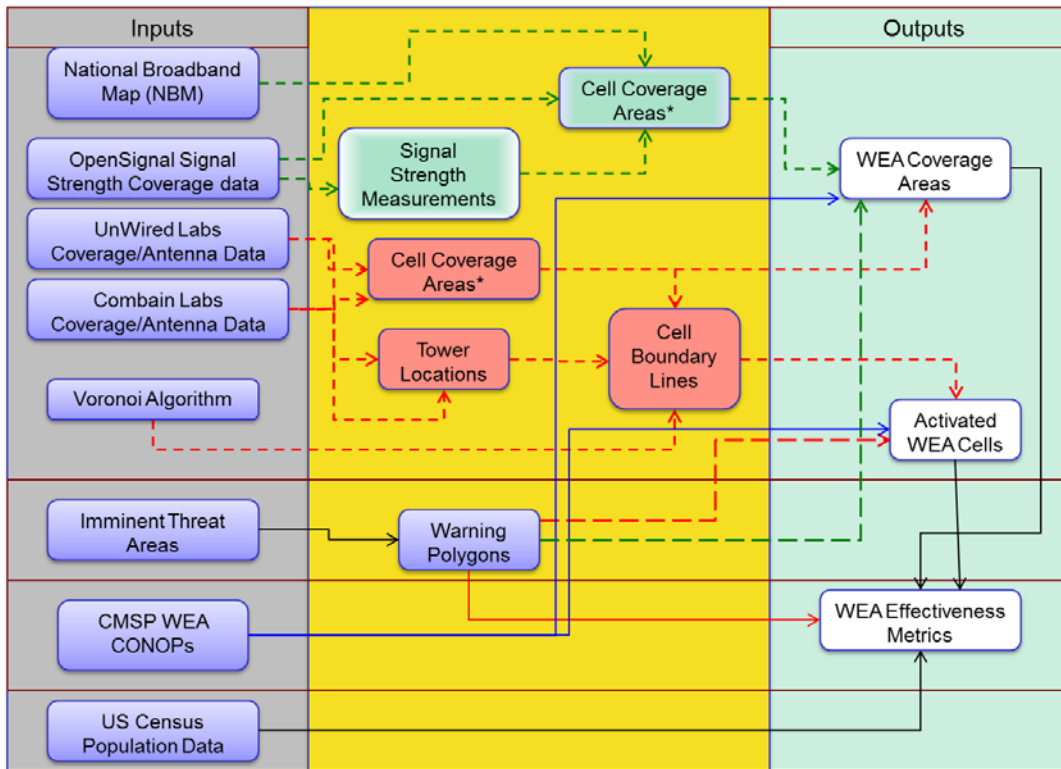 Inputs
Outputs
National Broadband
Map (NBM)
Cell Coverage
Areas*
OpenSignal Signal
Strength Coverage data
Signal
Strength
Measurements
WEA Coverage
Areas
UnWired Labs
Coverage/Antenna Data
Cell Coverage
Areas*
Combain Labs
Coverage/Antenna Data
Tower
Locations
Cell
Boundary
Lines
Voronoi Algorithm
Activated
WEA Cells
Imminent Threat
Areas
Warning
Polygons
CMSP WEA
CONOPs
WEA Effectiveness
Metrics
US Census
Population Data